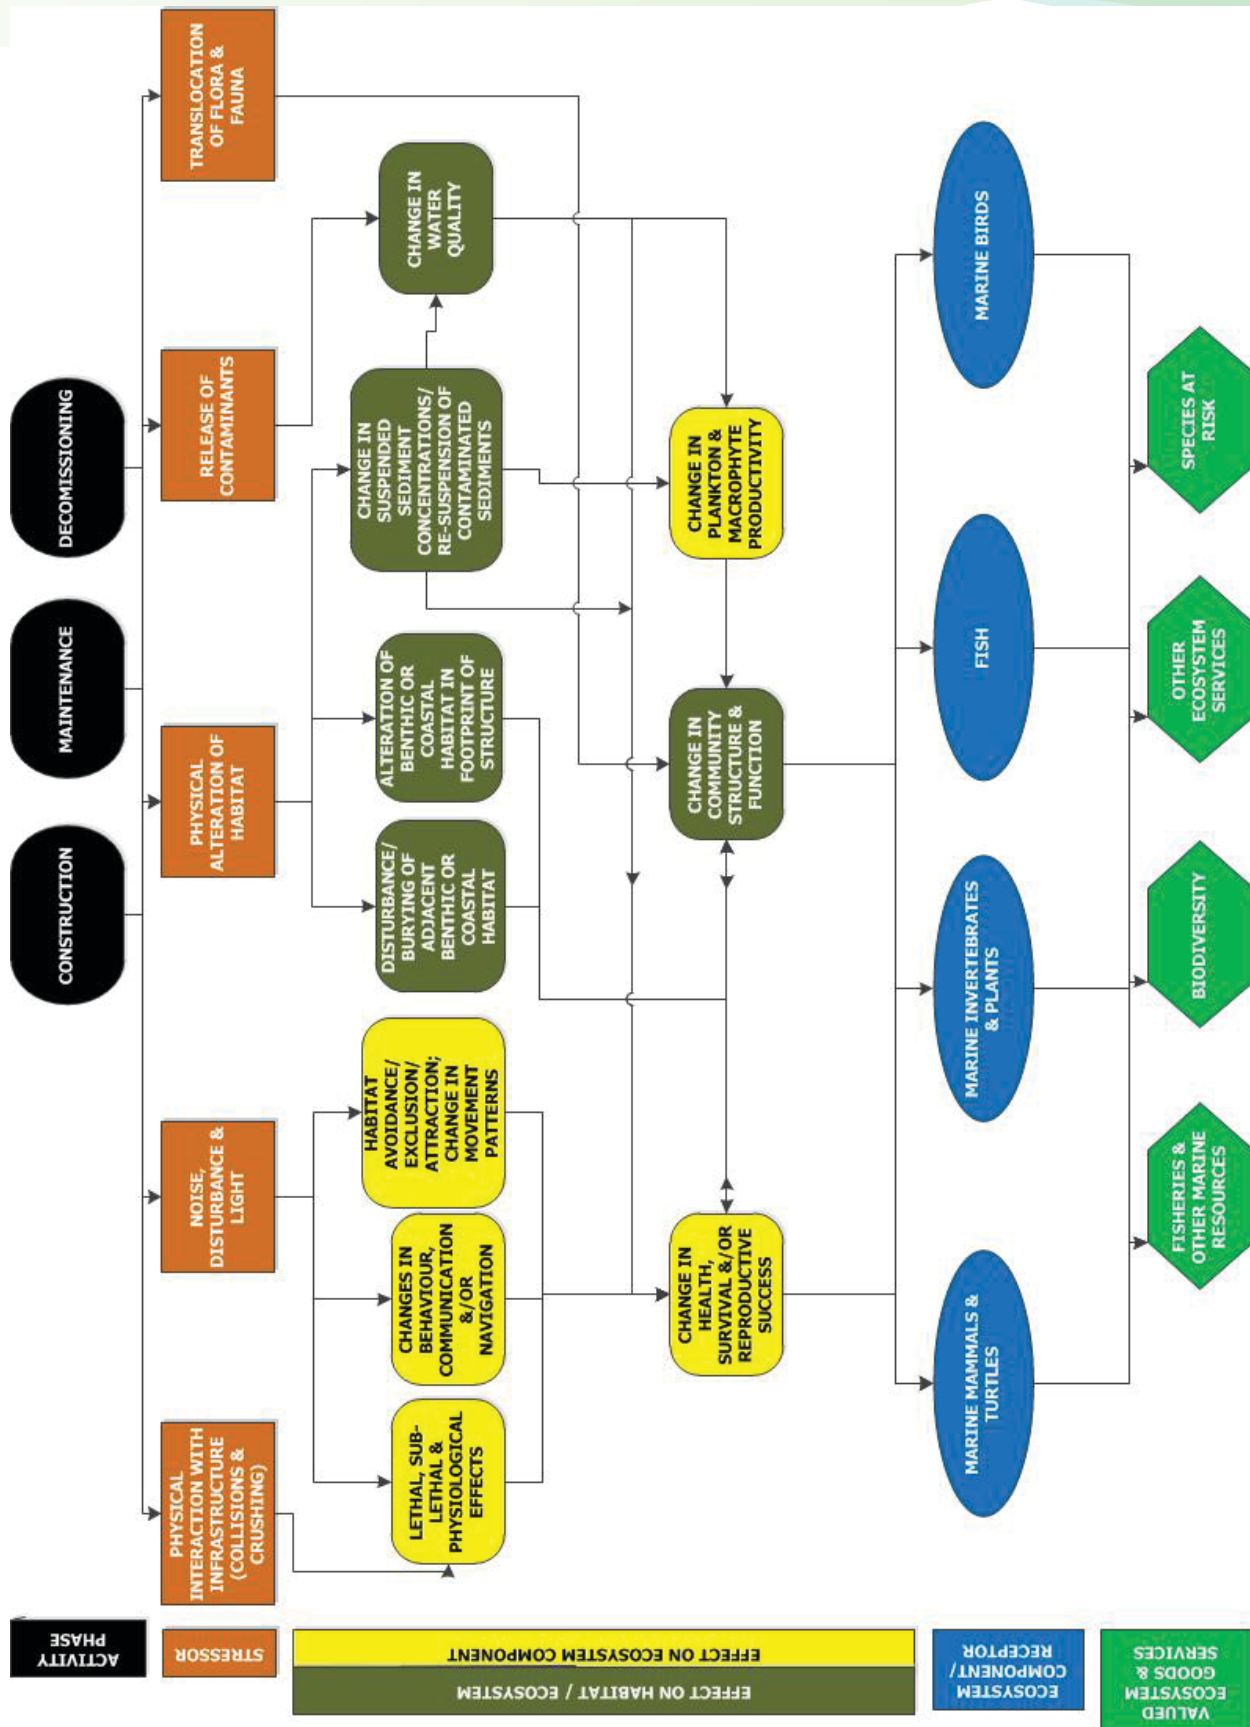 ACTIVITY
PHASE
CONSTRUCTION
MAINTENANCE
DECOMISSIONING
STRESSOR
PHYSICAL
INTERACTION WITH
INFRASTRUCTURE
(COLLISIONS &
CRUSHING)
NOISE,
DISTURBANCE &
LIGHT
PHYSICAL
ALTERATION OF
HABITAT
RELEASE OF
CONTAMINANTS
TRANSLOCATION
OF FLORA &
FAUNA
EFFECT ON ECOSYSTEM COMPONENT
EFFECT ON HABITAT / ECOSYSTEM
LETHAL, SUB-
LETHAL &
PHYSIOLOGICAL
EFFECTS
CHANGES IN
BEHAVIOUR,
COMMUNICATION
&/OR
NAVIGATION
HABITAT
AVOIDANCE/
EXCLUSION/
ATTRACTION;
CHANGE IN
MOVEMENT
PATTERNS
DISTURBANCE/
BURYING OF
ADJACENT
BENTHIC OR
COASTAL
HABITAT
ALTERATION OF
BENTHIC OR
COASTAL
HABITAT IN
FOOTPRINT OF
STRUCTURE
CHANGE IN
SUSPENDED
SEDIMENT
CONCENTRATIONS/
RE-SUSPENSION OF
CONTAMINATED
SEDIMENTS
CHANGE IN
WATER
QUALITY
CHANGE IN
HEALTH,
SURVIVAL &/OR
REPRODUCTIVE
SUCCESS
CHANGE IN
COMMUNITY
STRUCTURE &
FUNCTION
CHANGE IN
PLANKTON &
MACROPHYTE
PRODUCTIVITY
ECOSYSTEM
COMPONENT/
RECEPTOR
MARINE MAMMALS &
TURTLES
MARINE INVERTEBRATES
& PLANTS
FISH
MARINE BIRDS
VALUED
ECOSYSTEM
GOODS &
SERVICES
FISHERIES &
OTHER MARINE
RESOURCES
BIODIVERSITY
OTHER
ECOSYSTEM
SERVICES
SPECIES AT
RISK